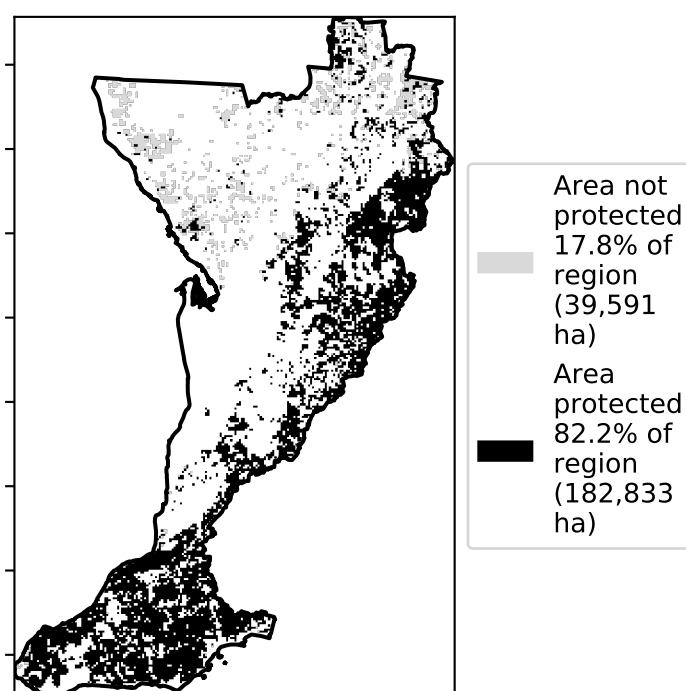 Area not
protected
17.8% of
region
(39,591
ha)
Area
protected
82.2% of
region
(182,833
ha)